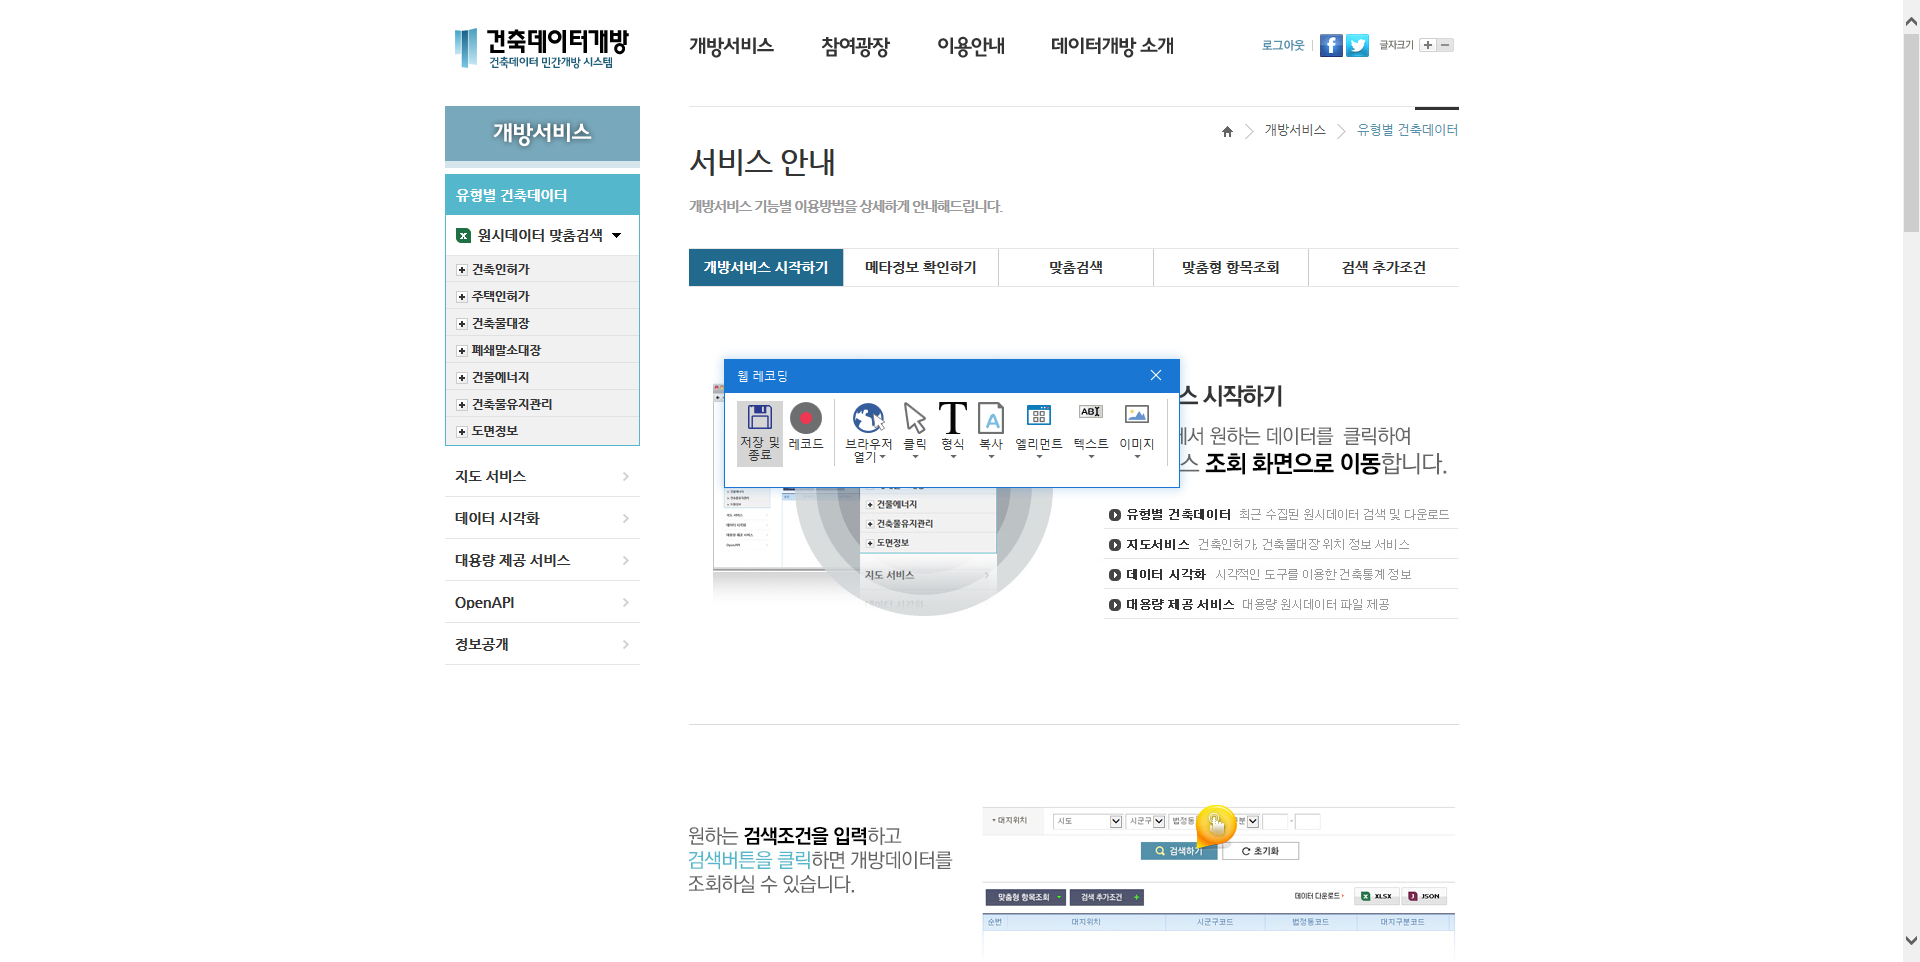 건축데이터개방
건축데이터 민간개방 시스템
개방서비스 참여광장 이용안내 데이터개방 소개
로그아웃 글자크기
개방서비스
유형별 건축데이터
원시데이터 맞춤검색
건축인허가
주택인허가
건축물대장
폐쇄말소대장
건물에너지
건축물유지관리
도면정보
지도 서비스
데이터 시각화
대용량 제공 서비스
OpenAPI
정보공개
개방서비스 유형별 건축데이터
서비스 안내
개방서비스 기능별 이용방법을 상세하게 안내해드립니다.
개방서비스 시작하기 메타정보 확인하기 맞춤검색 맞춤형 항목조회 검색 추가조건
웹 레코딩
저장 및 종료
레코드
브라우저 열기
클릭
형식
복사
엘리먼트
텍스트
이미지
스 시작하기
에서 원하는 데이터를 클릭하여
스 조회 화면으로 이동합니다.
유형별 건축데이터 최근 수집된 원시데이터 검색 및 다운로드
지도서비스 건축인허가, 건축물대장 위치 정보 서비스
데이터 시각화 시각적인 도구를 이용한 건축통계 정보
대용량 제공 서비스 대용량 원시데이터 파일 제공
건물에너지
건축물유지관리
도면정보
지도 서비스
데이터 시각화
원하는 검색조건을 입력하고
검색버튼을 클릭하면 개방데이터를
조회하실 수 있습니다.
대지위치 시도 시군구 법정동
검색하기 초기화
맞춤형 항목조회 검색 추가조건 데이터 다운로드 XLSX JSON
순번 대지위치 시군구코드 법정동코드 대지구분코드